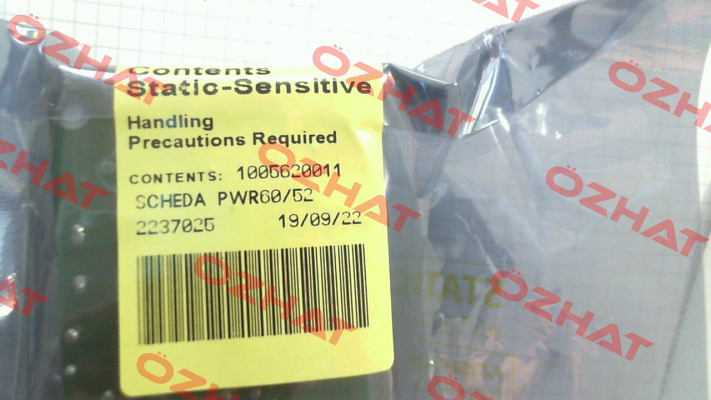 Contents
Static-Sensitive
Handling
Precautions Required
CONTENTS: 1005620011
SCHEDA PWR60/52
2237025 19/09/22
ÖZHAT
ÖZHAT
ÖZHAT
ÖZHAT
ÖZHAT
ÖZHAT
ÖZHAT
ÖZHAT
ÖZHAT
ÖZHAT
ÖZHAT